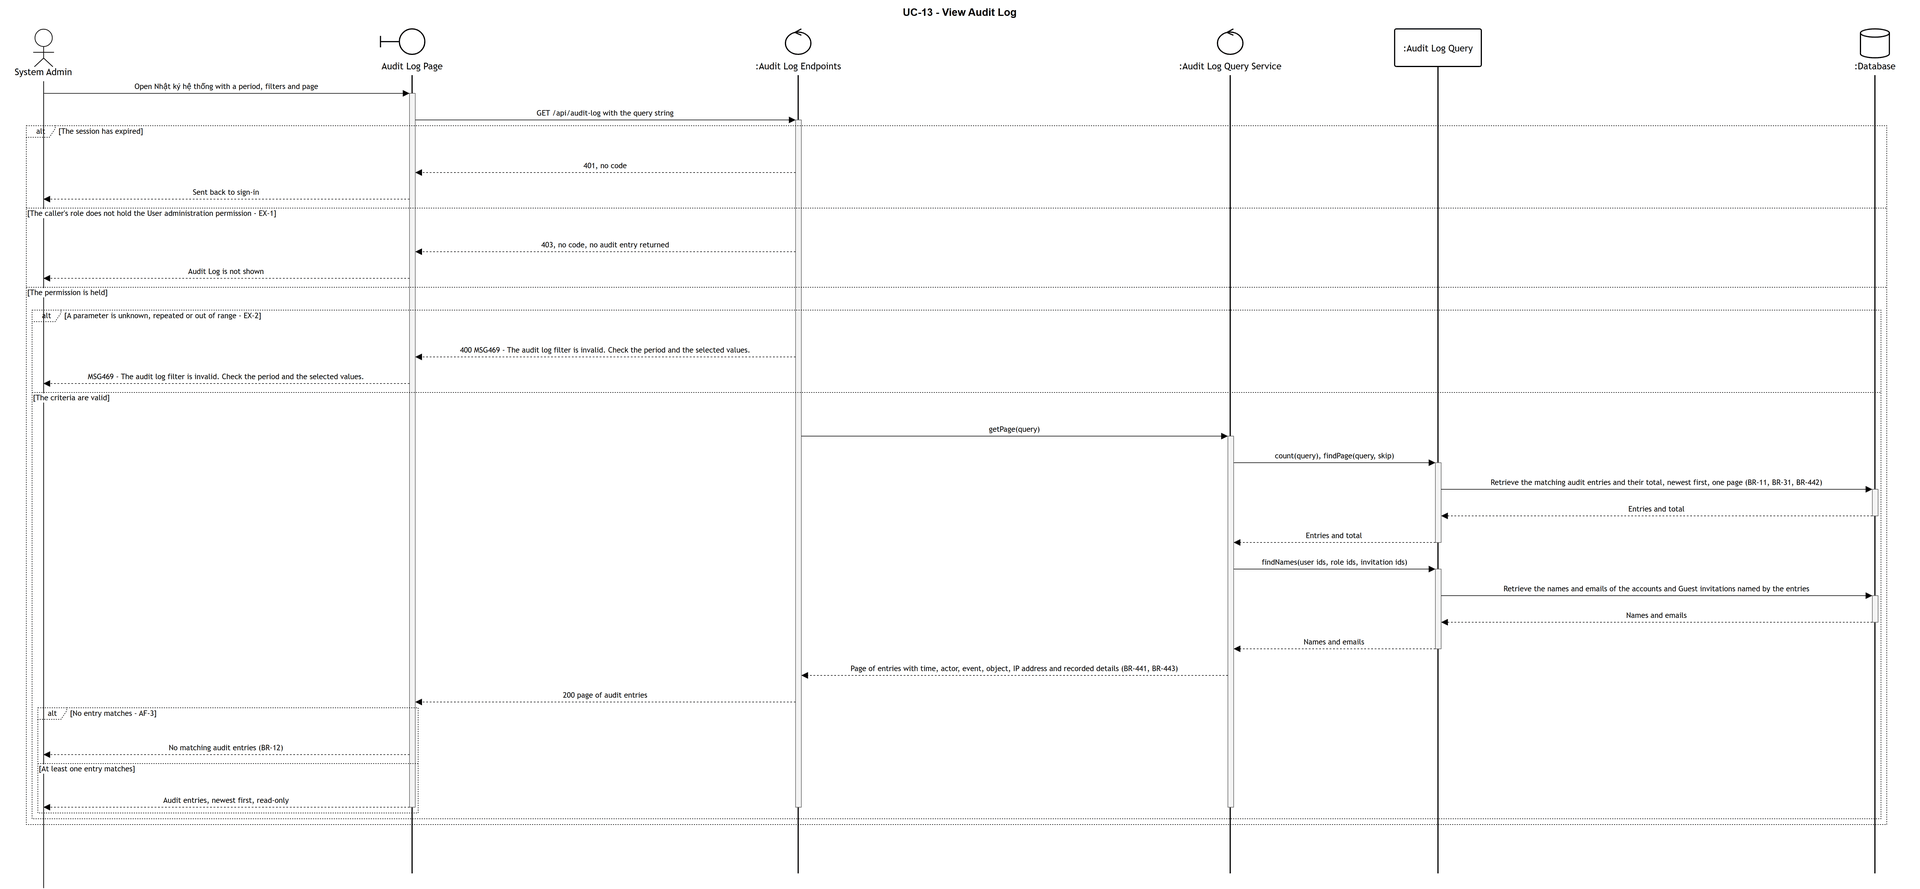 UC-13 - View Audit Log
System Admin
Audit Log Page
:Audit Log Endpoints
:Audit Log Query Service
:Audit Log Query
:Database
Open Nhật ký hệ thống with a period, filters and page
GET /api/audit-log with the query string
alt [The session has expired]
401, no code
Sent back to sign-in
[The caller's role does not hold the User administration permission - EX-1]
403, no code, no audit entry returned
Audit Log is not shown
[The permission is held]
alt [A parameter is unknown, repeated or out of range - EX-2]
400 MSG469 - The audit log filter is invalid. Check the period and the selected values.
MSG469 - The audit log filter is invalid. Check the period and the selected values.
[The criteria are valid]
getPage(query)
count(query), findPage(query, skip)
Retrieve the matching audit entries and their total, newest first, one page (BR-11, BR-31, BR-442)
Entries and total
Entries and total
findNames(user ids, role ids, invitation ids)
Retrieve the names and emails of the accounts and Guest invitations named by the entries
Names and emails
Names and emails
Page of entries with time, actor, event, object, IP address and recorded details (BR-441, BR-443)
200 page of audit entries
alt [No entry matches - AF-3]
No matching audit entries (BR-12)
[At least one entry matches]
Audit entries, newest first, read-only